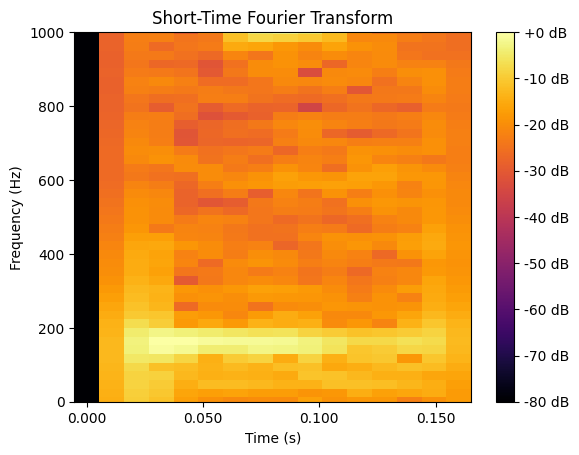 Short-Time Fourier Transform
1000
800
600
400
200
0
Frequency (Hz)
0.000
0.050
0.100
0.150
Time (s)
+0 dB
-10 dB
-20 dB
-30 dB
-40 dB
-50 dB
-60 dB
-70 dB
-80 dB